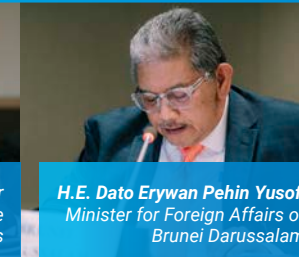 r
e
s
H.E. Dato Erywan Pehin Yusof
Minister for Foreign Affairs o
Brunei Darussalam